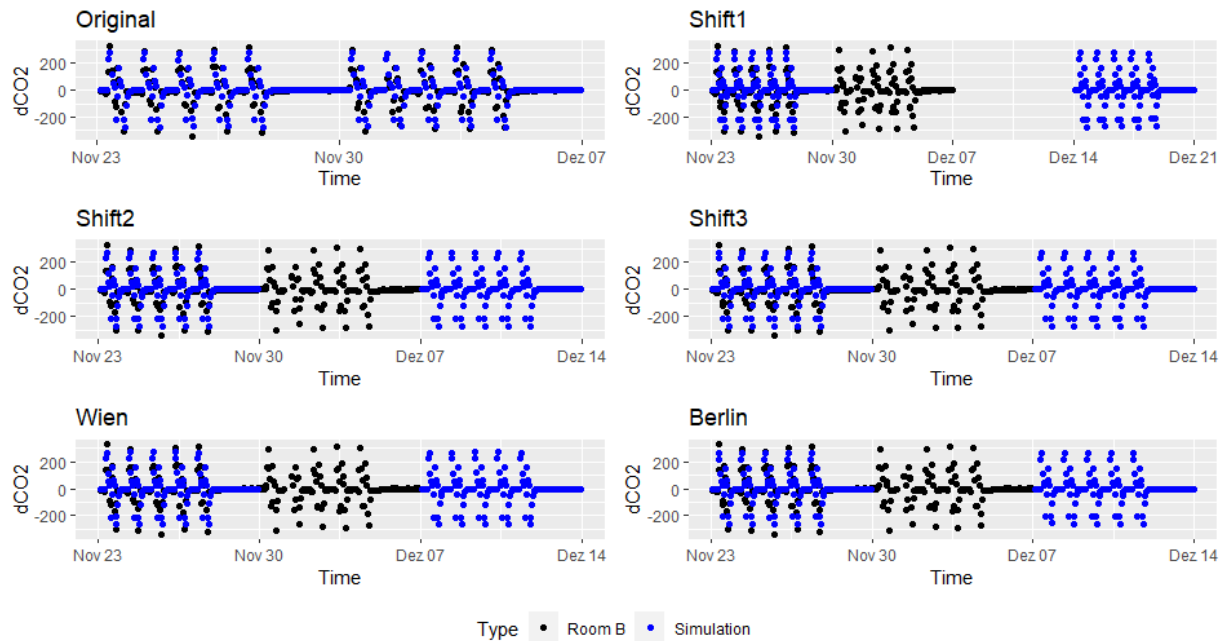 Original
dCO2
200
0
-200
Nov 23 Nov 30 Dez 07
Time
Shift1
dCO2
200
0
-200
Nov 23 Nov 30 Dez 07 Dez 14 Dez 21
Time
Shift2
dCO2
200
0
-200
Nov 23 Nov 30 Dez 07 Dez 14
Time
Shift3
dCO2
200
0
-200
Nov 23 Nov 30 Dez 07 Dez 14
Time
Wien
dCO2
200
0
-200
Nov 23 Nov 30 Dez 07 Dez 14
Time
Berlin
dCO2
200
0
-200
Nov 23 Nov 30 Dez 07 Dez 14
Time
Type Room B Simulation